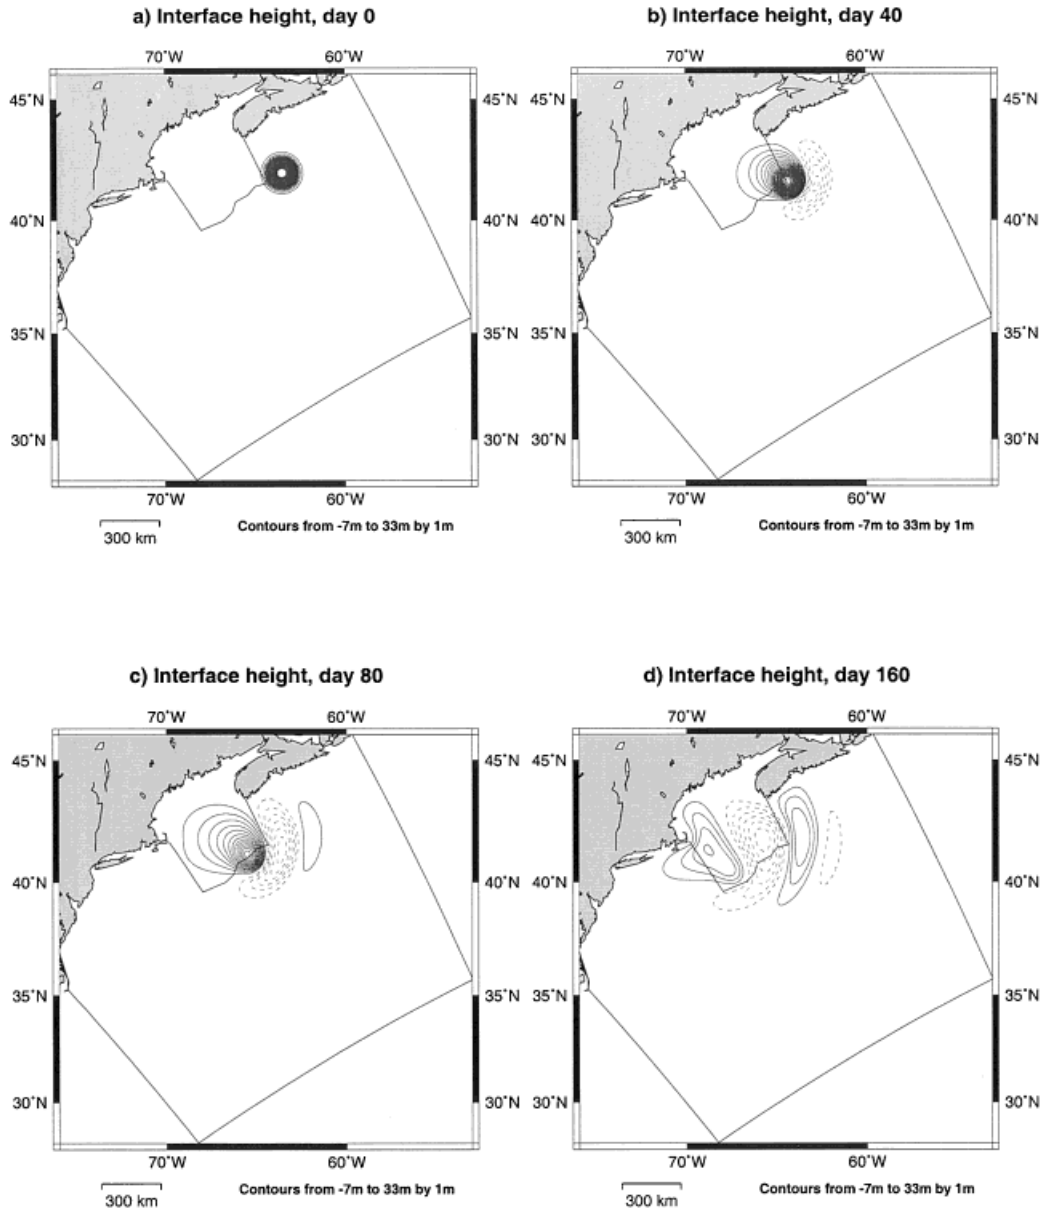 a) Interface height, day 0
b) Interface height, day 40
70˚W 60˚W
70˚W 60˚W
45˚N 45˚N
45˚N 45˚N
40˚N 40˚N
40˚N 40˚N
35˚N 35˚N
35˚N 35˚N
30˚N 30˚N
30˚N 30˚N
70˚W 60˚W
70˚W 60˚W
300 km
Contours from -7m to 33m by 1m
300 km
Contours from -7m to 33m by 1m
c) Interface height, day 80
d) Interface height, day 160
70˚W 60˚W
70˚W 60˚W
45˚N 45˚N
45˚N 45˚N
40˚N 40˚N
40˚N 40˚N
35˚N 35˚N
35˚N 35˚N
30˚N 30˚N
30˚N 30˚N
70˚W 60˚W
70˚W 60˚W
300 km
Contours from -7m to 33m by 1m
300 km
Contours from -7m to 33m by 1m